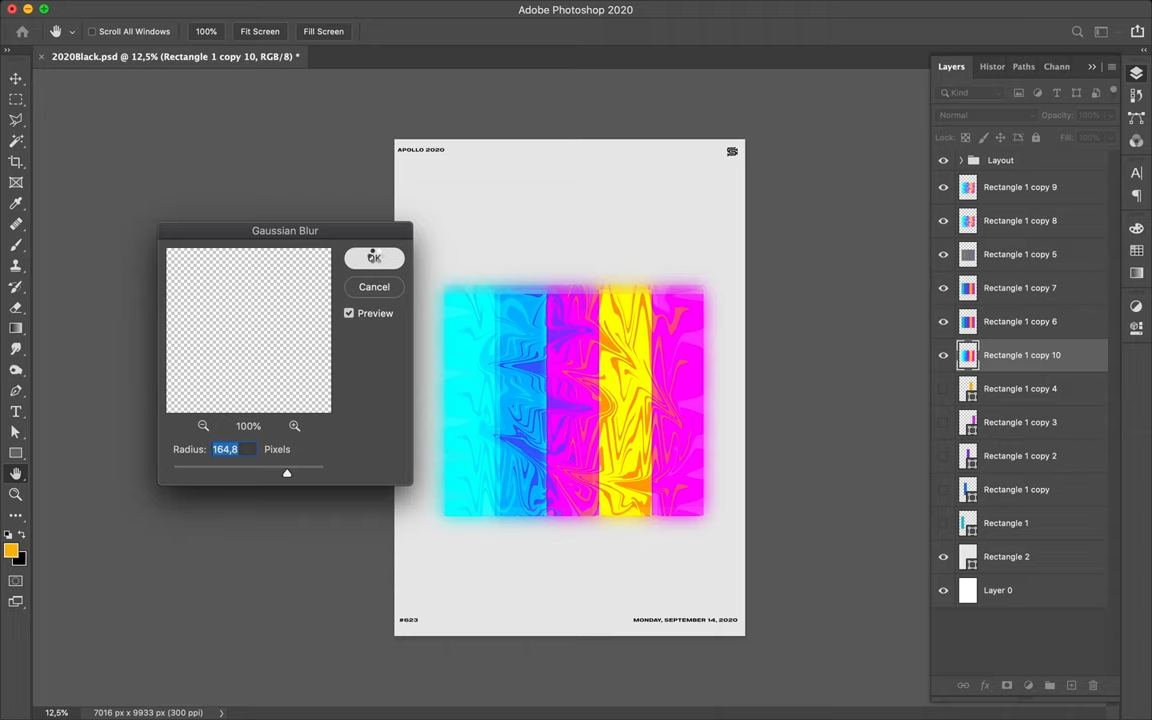 Adobe Photoshop 2020
Scroll All Windows
100%
Fit Screen
Fill Screen
2020Black.psd @ 12,5% (Rectangle 1 copy 10, RGB/8) *
Layers
Histor
Paths
Chann
Kind
Normal
Opacity: 100%
Lock:
Fill: 100%
Layout
Rectangle 1 copy 9
Rectangle 1 copy 8
Rectangle 1 copy 5
Rectangle 1 copy 7
Rectangle 1 copy 6
Rectangle 1 copy 10
Rectangle 1 copy 4
Rectangle 1 copy 3
Rectangle 1 copy 2
Rectangle 1 copy
Rectangle 1
Rectangle 2
Layer 0
fx
APOLLO 2020
#623
MONDAY, SEPTEMBER 14, 2020
Gaussian Blur
OK
Cancel
Preview
100%
Radius: 164,8 Pixels
12,5%
7016 px x 9933 px (300 ppi)